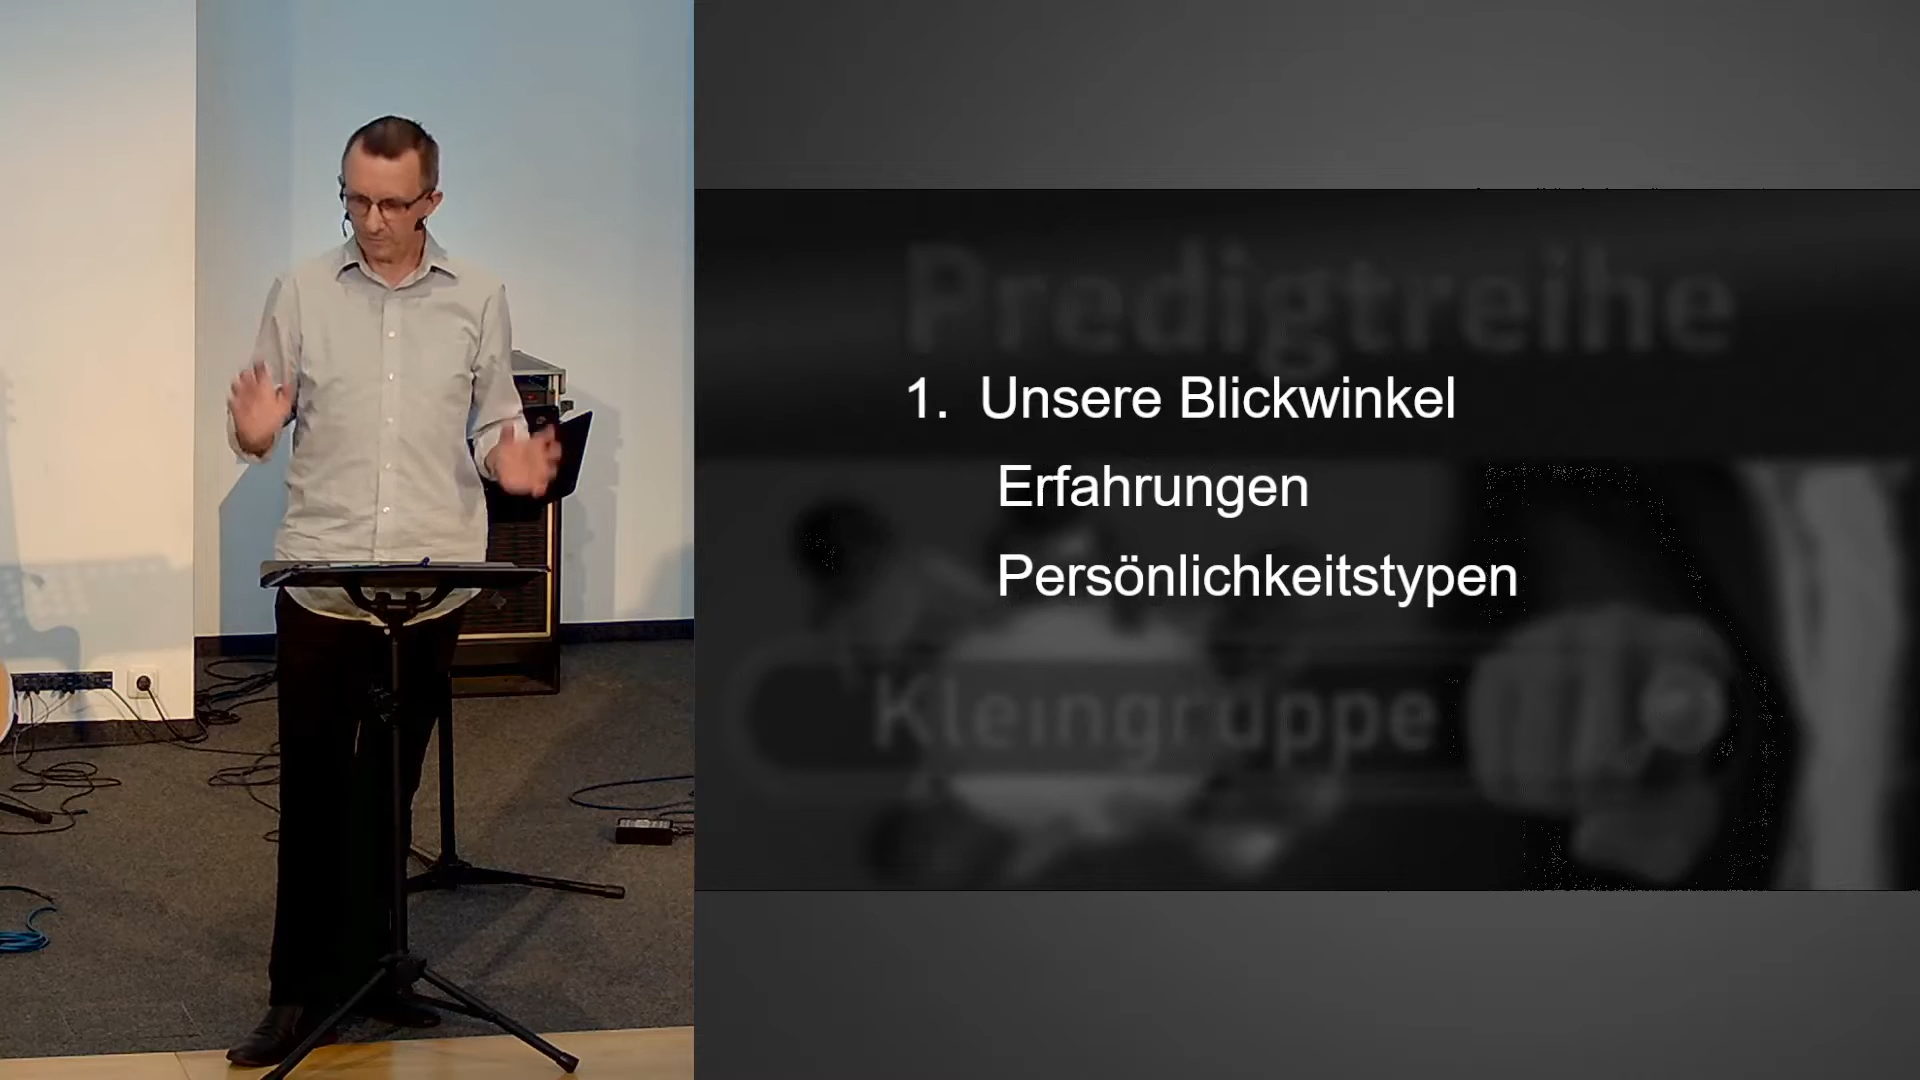 Predigtreihe
1. Unsere Blickwinkel
Erfahrungen
Persönlichkeitstypen
Kleingruppe